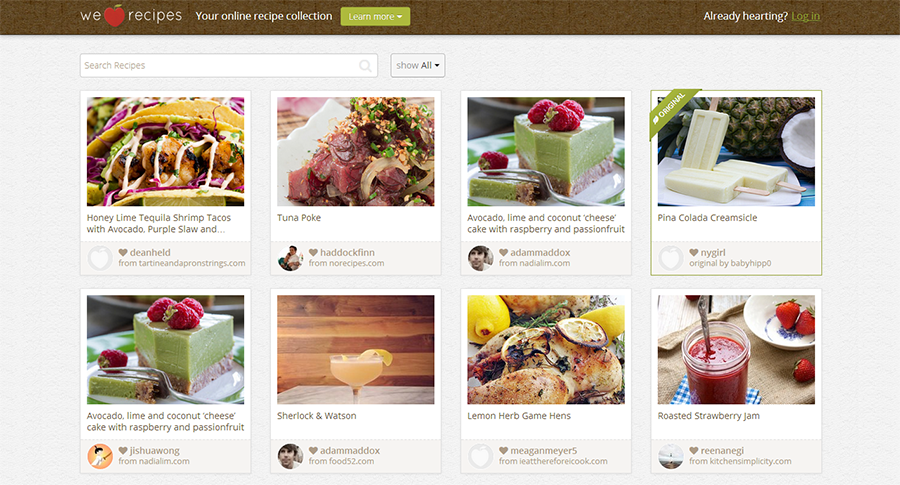 we recipes
Your online recipe collection
Learn more
Already hearting? Log in
Search Recipes
show All
Honey Lime Tequila Shrimp Tacos
with Avocado, Purple Slaw and...
deanheld
from tartineandapronstrings.com
Tuna Poke
haddockfinn
from norecipes.com
Avocado, lime and coconut ‘cheese’
cake with raspberry and passionfruit
adammaddox
from nadialim.com
ORIGINAL
Pina Colada Creamsicle
nygirl
original by babyhipp0
Avocado, lime and coconut ‘cheese’
cake with raspberry and passionfruit
jishuawong
from nadialim.com
Sherlock & Watson
adammaddox
from food52.com
Lemon Herb Game Hens
meaganmeyer5
from ieatthereforeicook.com
Roasted Strawberry Jam
reenanegi
from kitchensimplicity.com